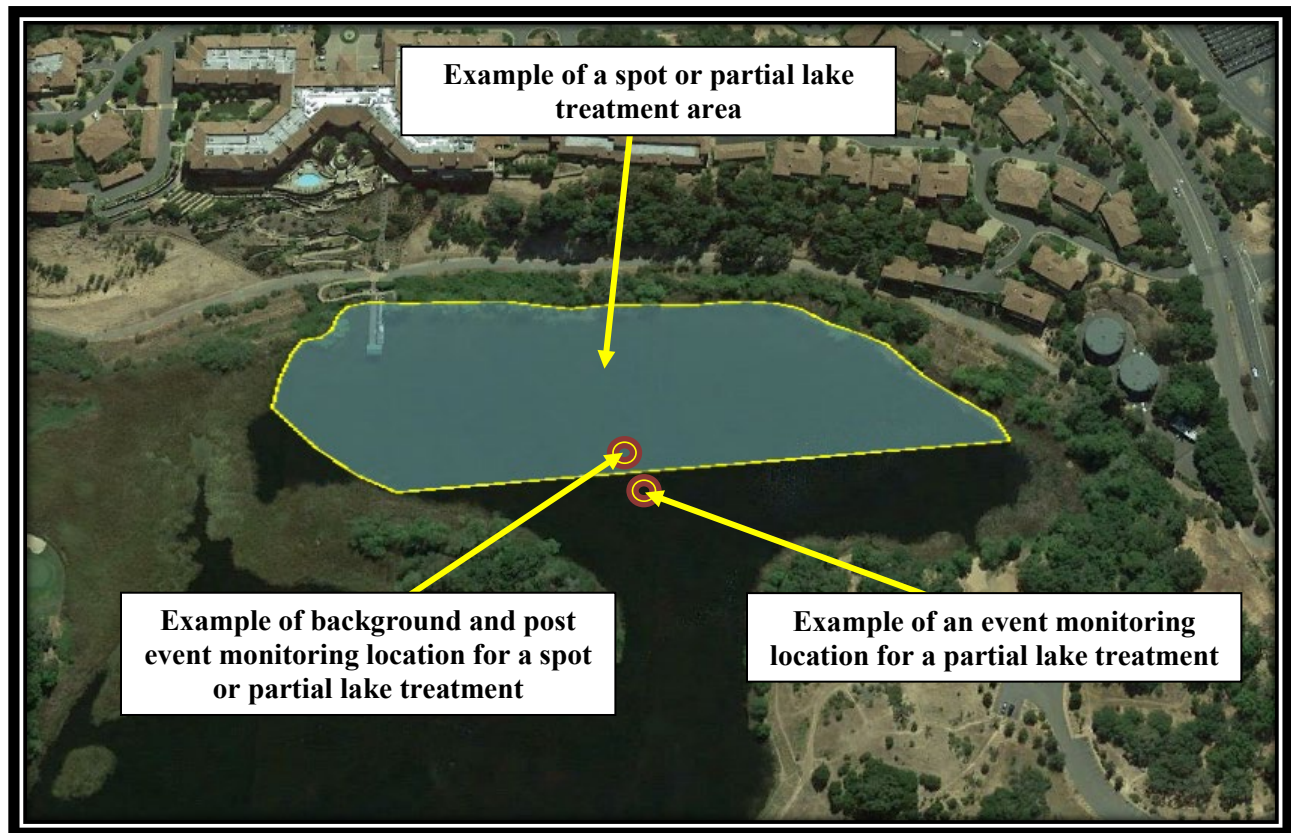 Example of a spot or partial lake
treatment area
Example of background and post
event monitoring location for a spot
or partial lake treatment
Example of an event monitoring
location for a partial lake treatment